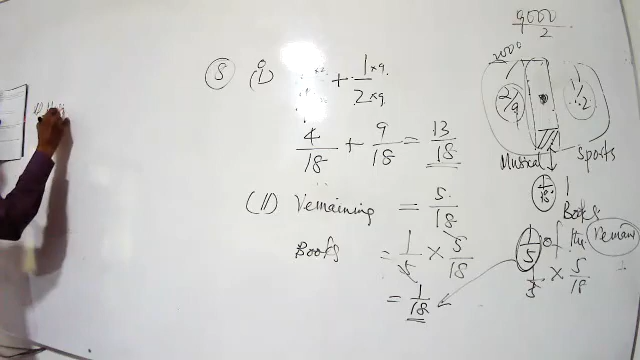 9000
2
2000
5 (i)
+ 1 ×9
2 ×9
4/18 + 9/18 = 13/18
2/9
1/2
Musical
Sports
1/18
Books
(II) Remaining = 5/18
Books = 1/5 × 5/18
= 1/18
1/5 of the Remain
1/5 × 5/18